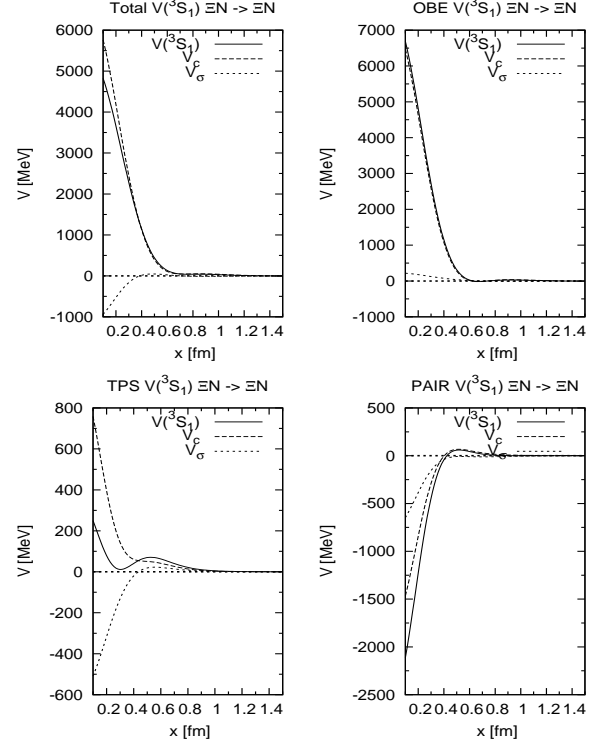 Total V(³S₁) ΞN -> ΞN
V [MeV]
6000
5000
4000
3000
2000
1000
0
-1000
V(³S₁)
V_c
V_σ
0.2 0.4 0.6 0.8 1 1.2 1.4
x [fm]
OBE V(³S₁) ΞN -> ΞN
V [MeV]
7000
6000
5000
4000
3000
2000
1000
0
-1000
V(³S₁)
V_c
V_σ
0.2 0.4 0.6 0.8 1 1.2 1.4
x [fm]
TPS V(³S₁) ΞN -> ΞN
V [MeV]
800
600
400
200
0
-200
-400
-600
V(³S₁)
V_c
V_σ
0.2 0.4 0.6 0.8 1 1.2 1.4
x [fm]
PAIR V(³S₁) ΞN -> ΞN
V [MeV]
500
0
-500
-1000
-1500
-2000
-2500
V(³S₁)
V_c
V_σ
0.2 0.4 0.6 0.8 1 1.2 1.4
x [fm]